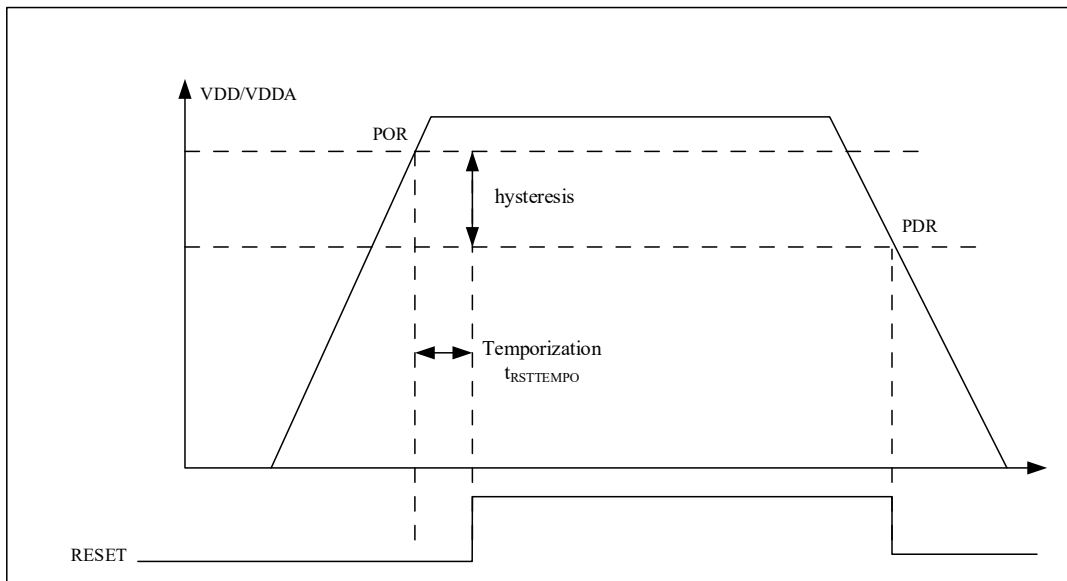 VDD/VDDA
POR
hysteresis
PDR
Temporization
tRSTTEMPO
RESET